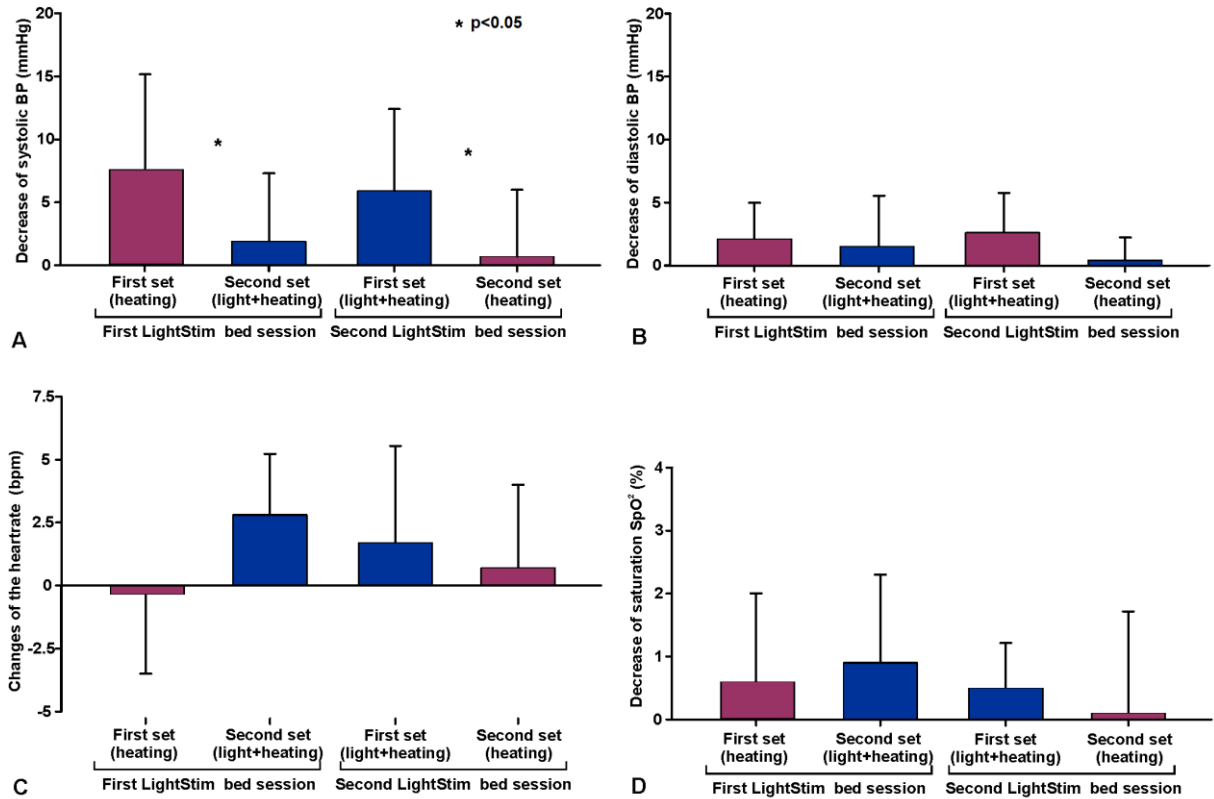 Decrease of systolic BP (mmHg)
20
15
10
5
0
* p<0.05
*
*
First set
(heating)
Second set
(light+heating)
First set
(light+heating)
Second set
(heating)
First LightStim bed session
Second LightStim bed session
A
Decrease of diastolic BP (mmHg)
20
15
10
5
0
First set
(heating)
Second set
(light+heating)
First set
(light+heating)
Second set
(heating)
First LightStim bed session
Second LightStim bed session
B
Changes of the heartrate (bpm)
7.5
5
2.5
0
-2.5
-5
First set
(heating)
Second set
(light+heating)
First set
(light+heating)
Second set
(heating)
First LightStim bed session
Second LightStim bed session
C
Decrease of saturation SpO² (%)
4
3
2
1
0
First set
(heating)
Second set
(light+heating)
First set
(light+heating)
Second set
(heating)
First LightStim bed session
Second LightStim bed session
D